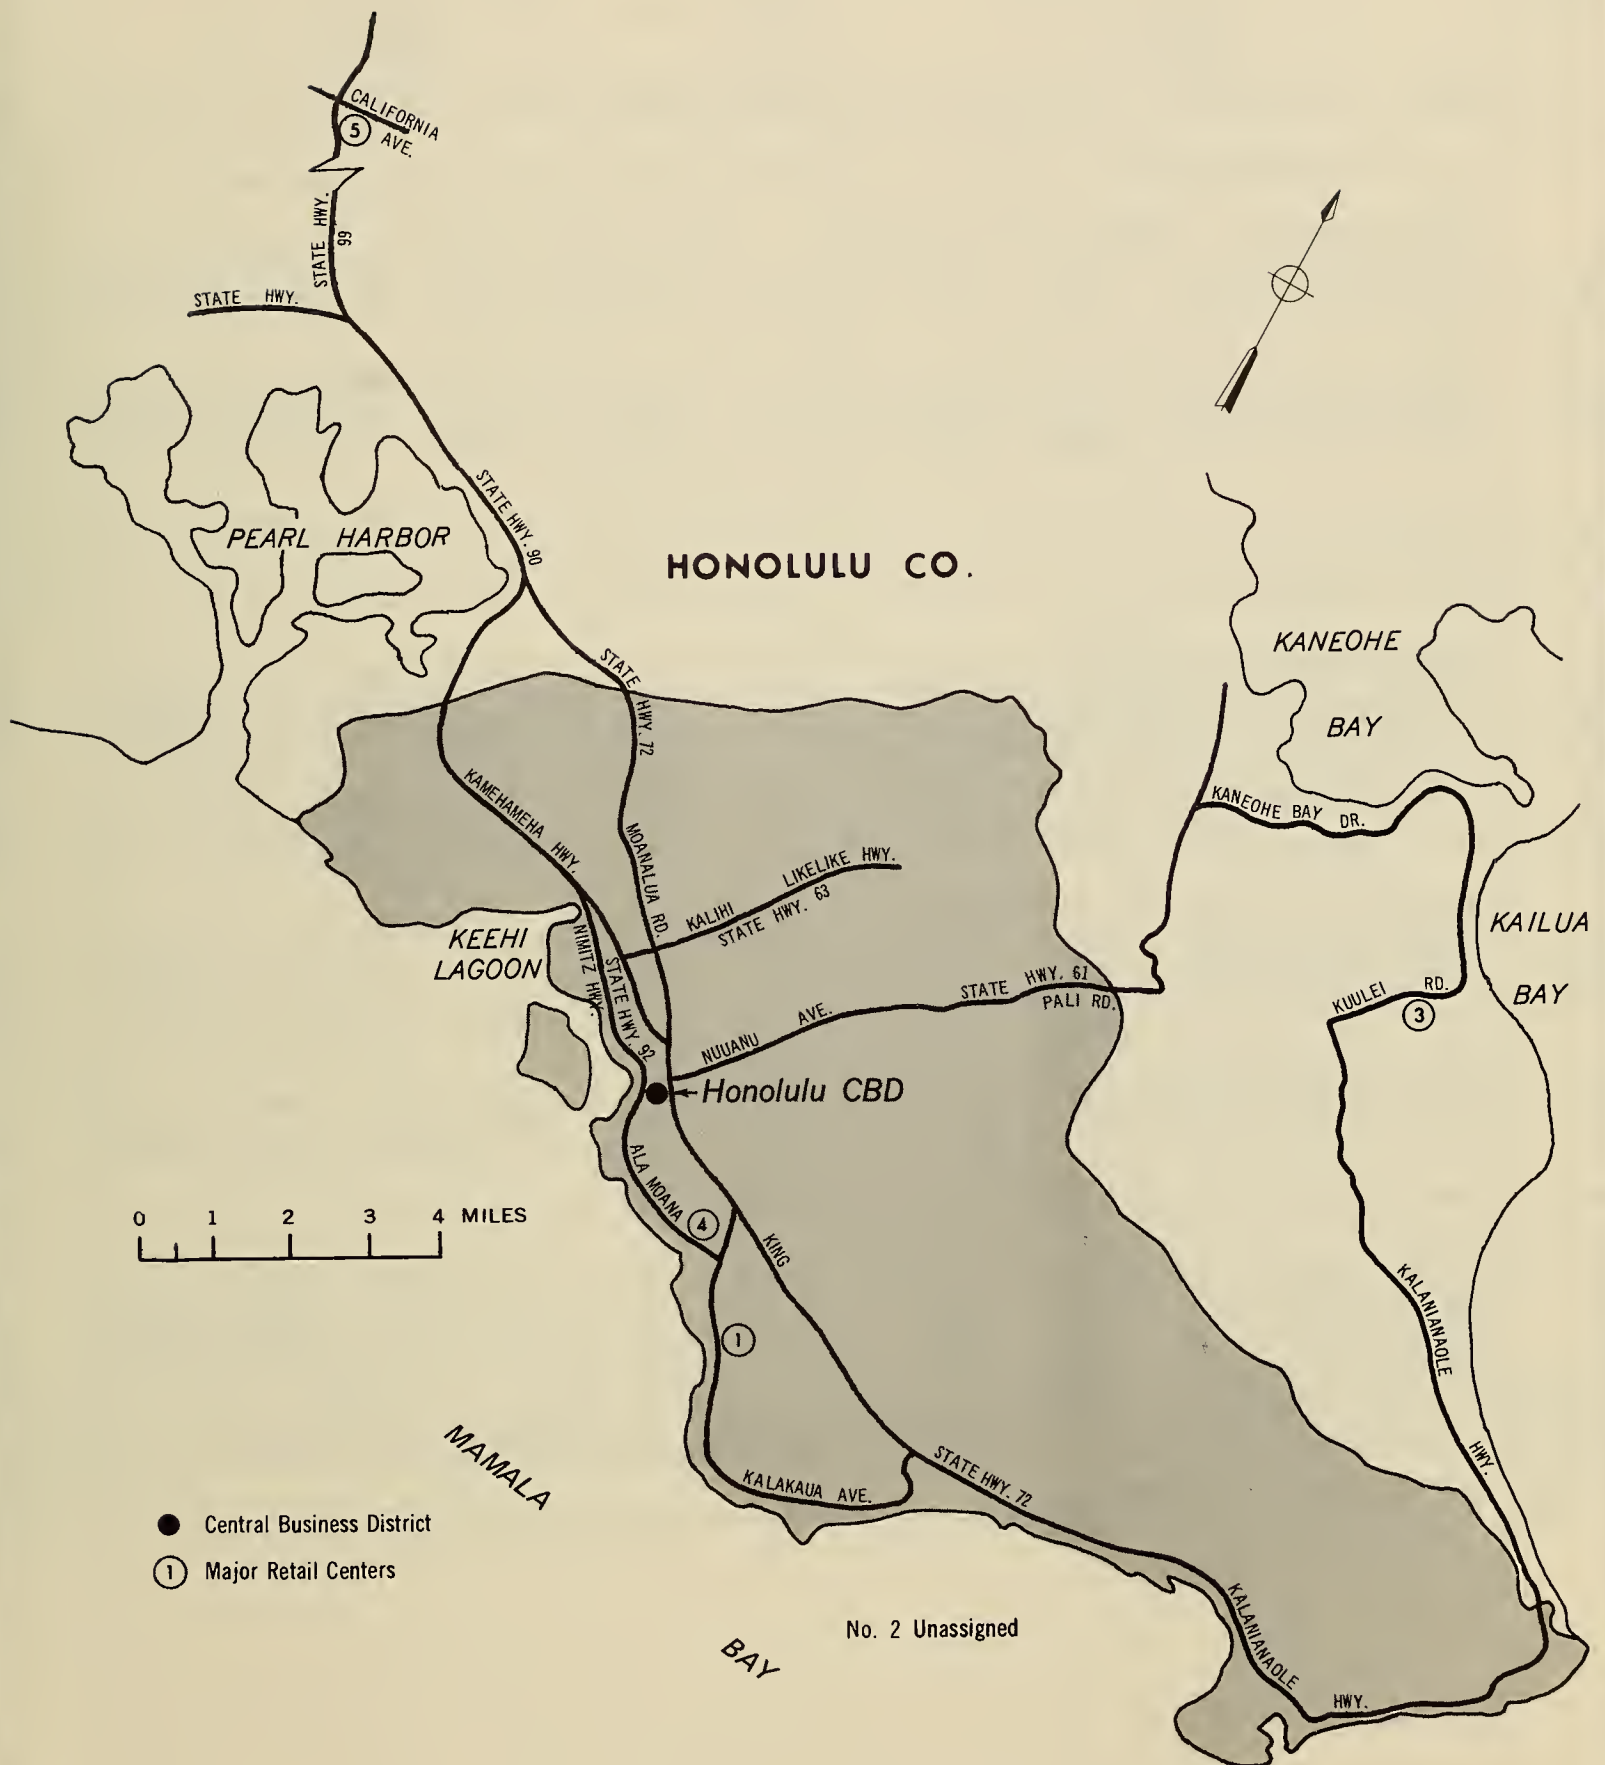 CALIFORNIA
AVE.
5
STATE HWY.
99
STATE HWY.
STATE HWY. 90
PEARL HARBOR
HONOLULU CO.
KANEOHE
BAY
STATE HWY. 72
KAMEHAMEHA HWY.
MOANALUA RD.
KANEOHE BAY DR.
LIKELIKE HWY.
KALIHI
STATE HWY. 63
KEEHI
LAGOON
NIMITZ HWY.
STATE HWY. 92
KAILUA
BAY
STATE HWY. 61
PALI RD.
NUUANU AVE.
KUULEI RD.
3
Honolulu CBD
ALA MOANA
4
KING
0 1 2 3 4 MILES
1
KALANIANAOLE HWY.
MAMALA
BAY
KALAKAUA AVE.
STATE HWY. 72
Central Business District
1 Major Retail Centers
No. 2 Unassigned
KALANIANAOLE HWY.